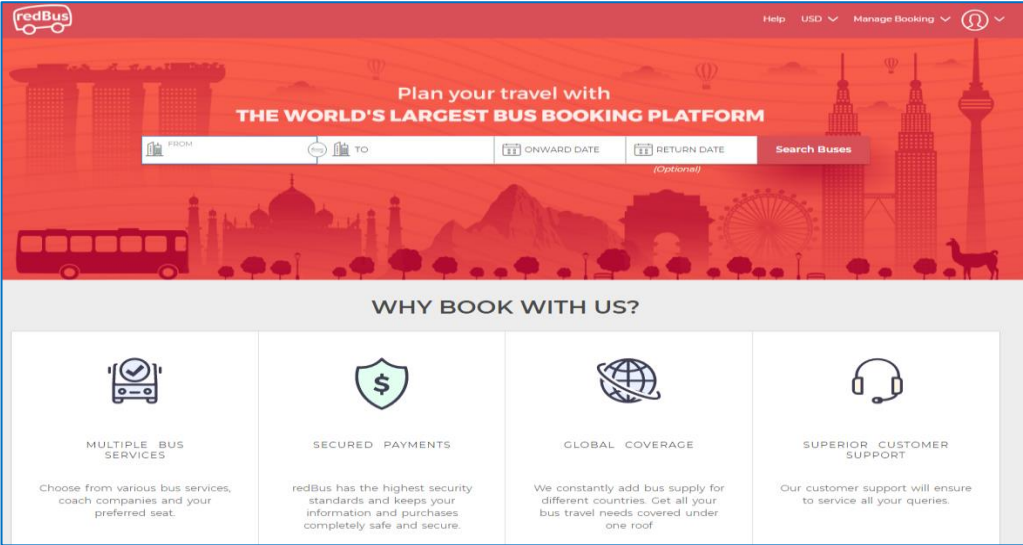 redBus
Help USD Manage Booking
Plan your travel with
THE WORLD'S LARGEST BUS BOOKING PLATFORM
FROM
TO
ONWARD DATE
RETURN DATE
Search Buses
(Optional)
WHY BOOK WITH US?
MULTIPLE BUS
SERVICES
Choose from various bus services,
coach companies and your
preferred seat.
SECURED PAYMENTS
redBus has the highest security
standards and keeps your
information and purchases
completely safe and secure.
GLOBAL COVERAGE
We constantly add bus supply for
different countries. Get all your
bus travel needs covered under
one roof
SUPERIOR CUSTOMER
SUPPORT
Our customer support will ensure
to service all your queries.